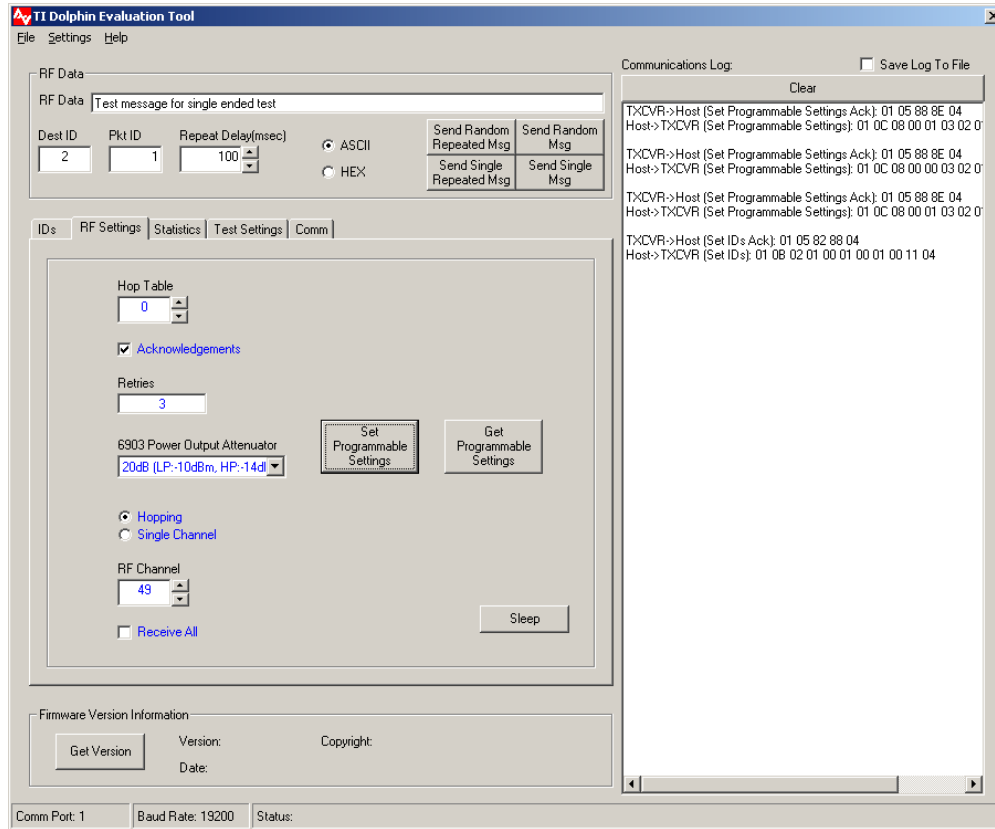 TI Dolphin Evaluation Tool
File Settings Help
RF Data
RF Data Test message for single ended test
Dest ID Pkt ID Repeat Delay(msec)
2 1 100
ASCII
HEX
Send Random Repeated Msg
Send Random Msg
Send Single Repeated Msg
Send Single Msg
IDs RF Settings Statistics Test Settings Comm
Hop Table
0
Acknowledgements
Retries
3
6903 Power Output Attenuator
20dB (LP:-10dBm, HP:-14dl
Set Programmable Settings
Get Programmable Settings
Hopping
Single Channel
RF Channel
49
Receive All
Sleep
Firmware Version Information
Get Version
Version:
Copyright:
Date:
Communications Log:
Save Log To File
Clear
TXCVR->Host (Set Programmable Settings Ack): 01 05 88 8E 04
Host->TXCVR (Set Programmable Settings): 01 0C 08 00 01 03 02 0
TXCVR->Host (Set Programmable Settings Ack): 01 05 88 8E 04
Host->TXCVR (Set Programmable Settings): 01 0C 08 00 00 03 02 0
TXCVR->Host (Set Programmable Settings Ack): 01 05 88 8E 04
Host->TXCVR (Set Programmable Settings): 01 0C 08 00 01 03 02 0
TXCVR->Host (Set IDs Ack): 01 05 82 88 04
Host->TXCVR (Set IDs): 01 0B 02 01 00 01 00 01 00 11 04
Comm Port: 1 Baud Rate: 19200 Status: